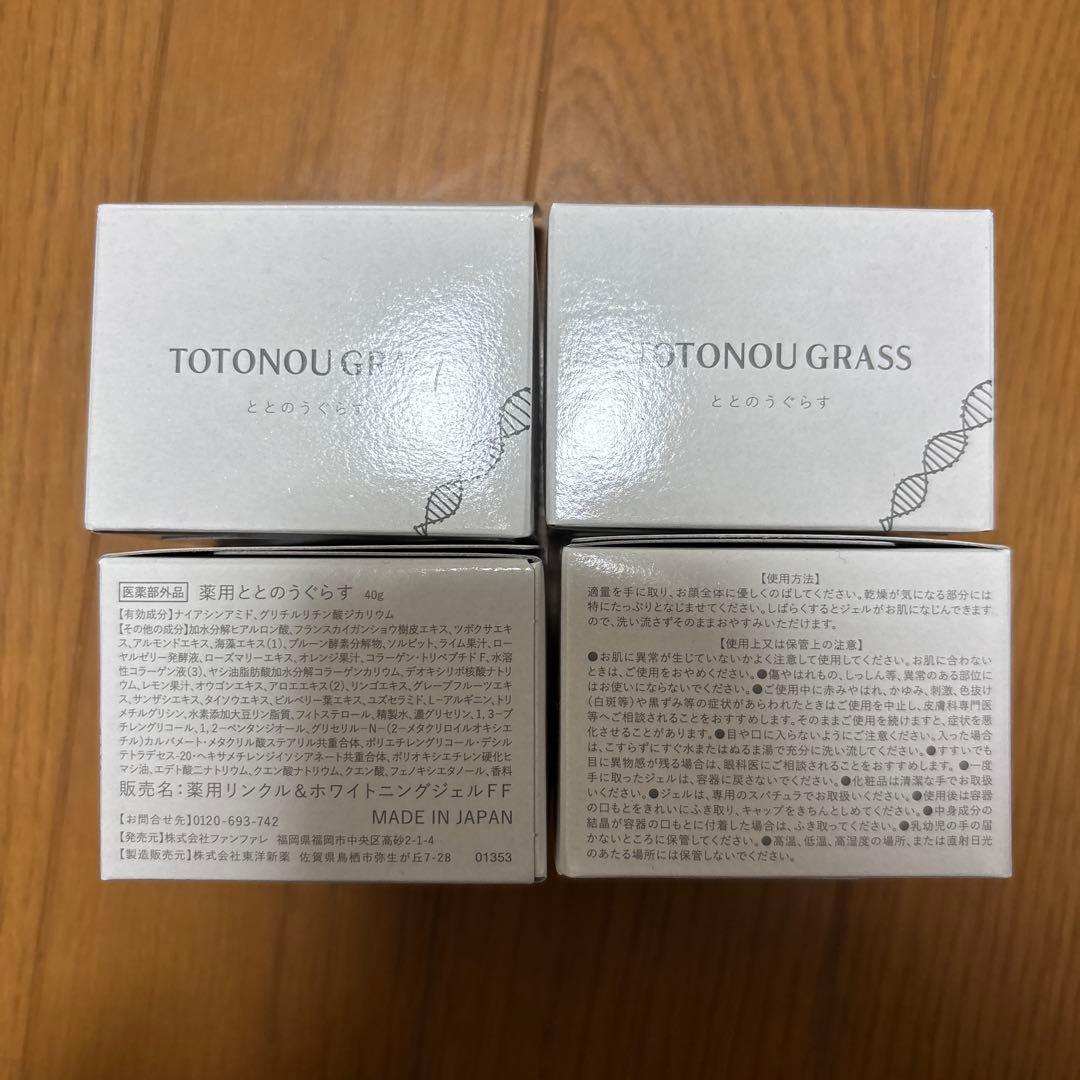 TOTONOU GRA
ととのうぐらす
TOTONOU GRASS
ととのうぐらす
医薬部外品 薬用ととのうぐらす 40g
【有効成分】ナイアシンアミド、グリチルリチン酸ジカリウム
【その他の成分】加水分解ヒアルロン酸、フランスカイガンショウ樹皮エキス、ツボクサエキ
ス、アルモンドエキス、海藻エキス(1)、プルーン酵素分解物、ソルビット、ライム果汁、ロー
ヤルゼリー発酵液、ローズマリーエキス、オレンジ果汁、コラーゲン・トリペプチド F、水溶
性コラーゲン液(3)、ヤシ油脂肪酸加水分解コラーゲンカリウム、デオキシリボ核酸ナトリ
ウム、レモン果汁、オウゴンエキス、アロエエキス(2)、リンゴエキス、グレープフルーツエキ
ス、サンザシエキス、タイソウエキス、ビルベリー葉エキス、ユズセラミド、L-アルギニン、トリ
メチルグリシン、水素添加大豆リン脂質、フィトステロール、精製水、濃グリセリン、1,3-ブ
チレングリコール、1,2-ペンタンジオール、グリセリル-N-(2-メタクリロイルオキシエ
チル)カルバメート・メタクリル酸ステアリル共重合体、ポリエチレングリコール・デシル
テトラデセス-20・ヘキサメチレンジイソシアネート共重合体、ポリオキシエチレン硬化ヒ
マシ油、エデト酸二ナトリウム、クエン酸ナトリウム、クエン酸、フェノキシエタノール、香料
販売名:薬用リンクル&ホワイトニングジェルFF
【お問合せ先】0120-693-742 MADE IN JAPAN
【発売元】株式会社ファンファレ 福岡県福岡市中央区高砂2-1-4
【製造販売元】株式会社東洋新薬 佐賀県鳥栖市弥生が丘7-28 01353
【使用方法】
適量を手に取り、お顔全体に優しくのばしてください。乾燥が気になる部分には
特にたっぷりとなじませてください。しばらくするとジェルがお肌になじんできます
ので、洗い流さずそのままおやすみいただけます。
【使用上又は保管上の注意】
●お肌に異常が生じていないかよく注意して使用してください。お肌に合わない
ときは、ご使用をおやめください。●傷やはれもの、しっしん等、異常のある部位に
はお使いにならないでください。●ご使用中に赤みやはれ、かゆみ、刺激、色抜け
(白斑等)や黒ずみ等の症状があらわれたときはご使用を中止し、皮膚科専門医
等へご相談されることをおすすめします。そのままご使用を続けますと、症状を悪
化させることがあります。●目や口に入らないようにご注意ください。入った場合
は、こすらずにすぐ水またはぬるま湯で充分に洗い流してください。●すすいでも
目に異物感が残る場合は、眼科医にご相談されることをおすすめします。●一度
手に取ったジェルは、容器に戻さないでください。●化粧品は清潔な手でお取扱
いください。●ジェルは、専用のスパチュラでお取扱いください。●使用後は容器
の口もとをきれいにふき取り、キャップをきちんとしめてください。●中身成分の
結晶が容器の口もとに付着した場合は、ふき取ってください。●乳幼児の手の届
かないところに保管してください。●高温、低温、高湿度の場所、または直射日光
のあたる場所には保管しないでください。